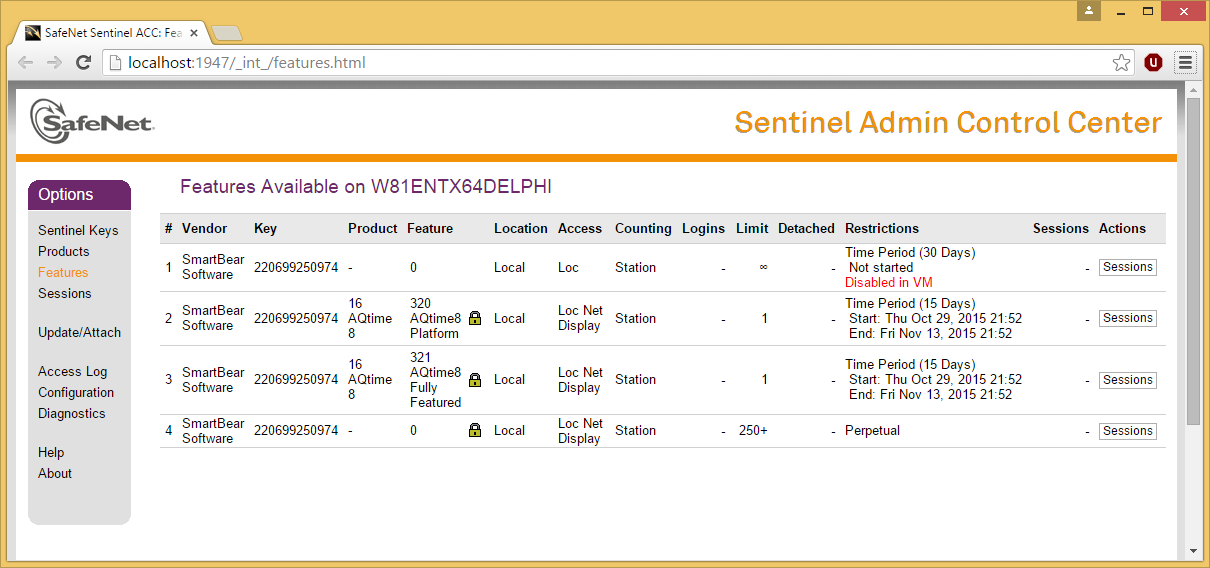 SafeNet Sentinel ACC: Fea
localhost:1947/_int_/features.html
SafeNet.
Sentinel Admin Control Center
Options
Sentinel Keys
Products
Features
Sessions
Update/Attach
Access Log
Configuration
Diagnostics
Help
About
Features Available on W81ENTX64DELPHI
# Vendor Key Product Feature Location Access Counting Logins Limit Detached Restrictions Sessions Actions
1 SmartBear Software 220699250974 - 0 Local Loc Station - ∞ - Time Period (30 Days)
Not started
Disabled in VM
- Sessions
2 SmartBear Software 220699250974 16 AQtime 8 320 AQtime8 Platform Local Loc Net Display Station - 1 - Time Period (15 Days)
Start: Thu Oct 29, 2015 21:52
End: Fri Nov 13, 2015 21:52
- Sessions
3 SmartBear Software 220699250974 16 AQtime 8 321 AQtime8 Fully Featured Local Loc Net Display Station - 1 - Time Period (15 Days)
Start: Thu Oct 29, 2015 21:52
End: Fri Nov 13, 2015 21:52
- Sessions
4 SmartBear Software 220699250974 - 0 Local Loc Net Display Station - 250+ - Perpetual - Sessions